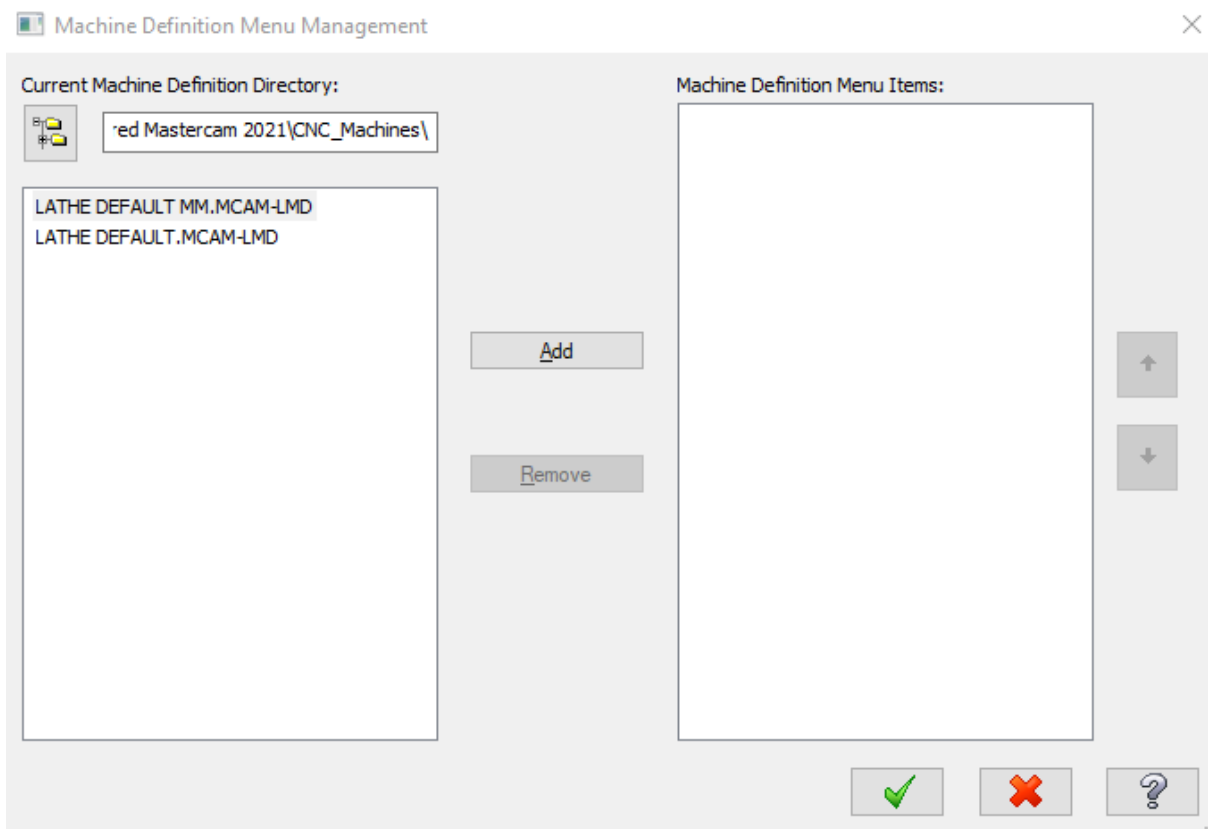 Machine Definition Menu Management
Current Machine Definition Directory:
red Mastercam 2021\CNC_Machines\
LATHE DEFAULT MM.MCAM-LMD
LATHE DEFAULT.MCAM-LMD
Add
Remove
Machine Definition Menu Items: